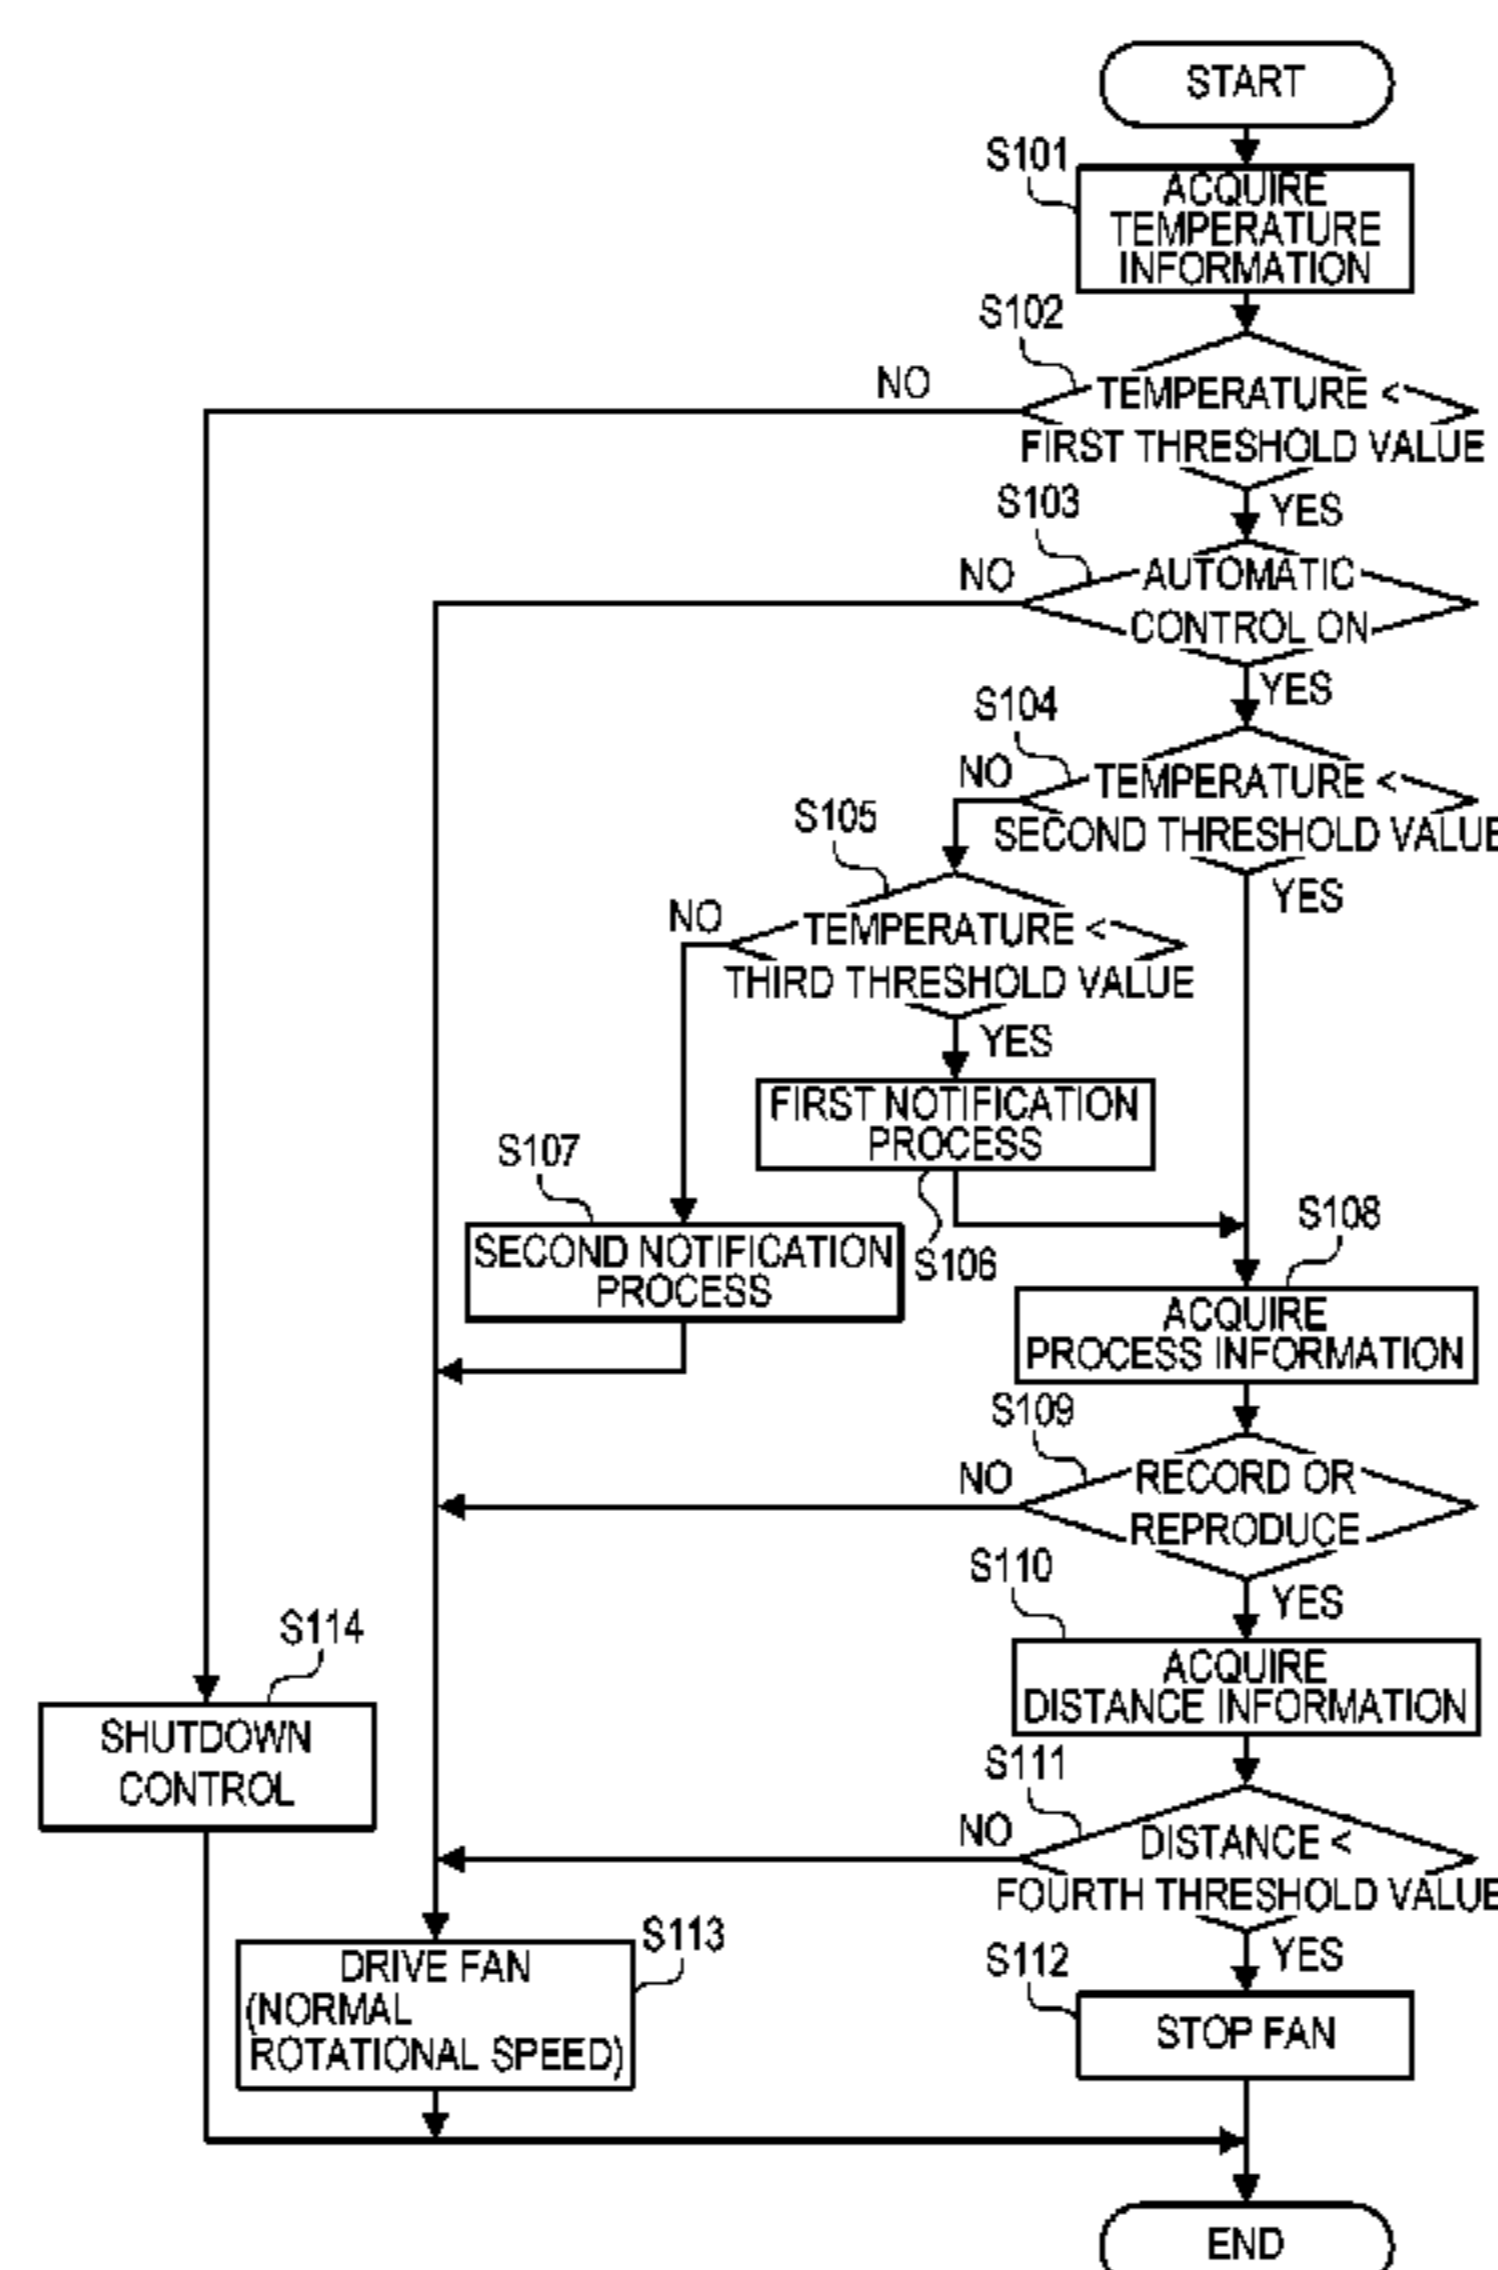 START
S101
ACQUIRE
TEMPERATURE
INFORMATION
S102
NO
TEMPERATURE <
FIRST THRESHOLD VALUE
YES
S103
NO
AUTOMATIC
CONTROL ON
YES
S104
NO
TEMPERATURE <
SECOND THRESHOLD VALUE
YES
S105
NO
TEMPERATURE <
THIRD THRESHOLD VALUE
YES
FIRST NOTIFICATION
PROCESS
S106
S107
SECOND NOTIFICATION
PROCESS
S108
ACQUIRE
PROCESS INFORMATION
S109
NO
RECORD OR
REPRODUCE
YES
S110
ACQUIRE
DISTANCE INFORMATION
S111
NO
DISTANCE <
FOURTH THRESHOLD VALUE
YES
S112
STOP FAN
S113
DRIVE FAN
(NORMAL
ROTATIONAL SPEED)
S114
SHUTDOWN
CONTROL
END